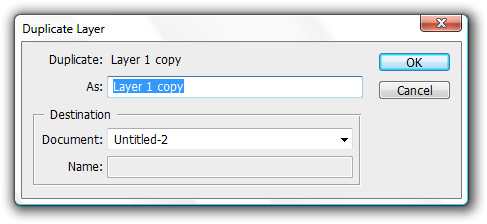 Duplicate Layer
Duplicate: Layer 1 copy
OK
As: Layer 1 copy
Cancel
Destination
Document: Untitled-2
Name: